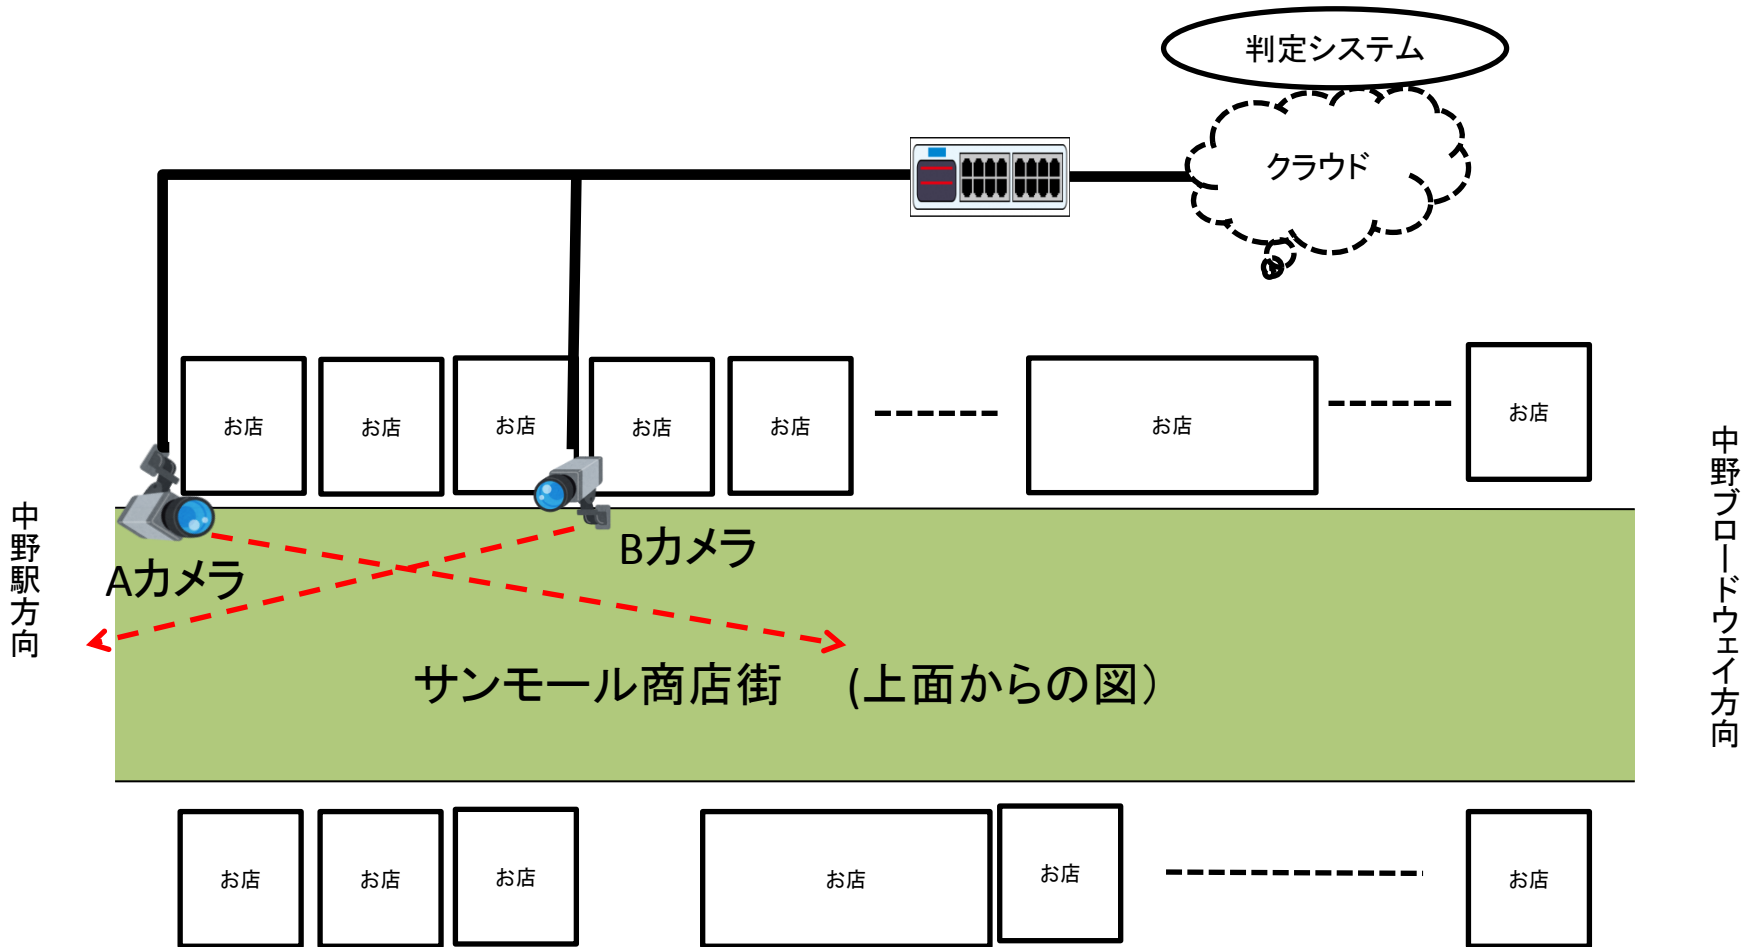 判定システム
クラウド
お店
お店
お店
お店
お店
お店
お店
中野駅方向
中野ブロードウェイ方向
Aカメラ
Bカメラ
サンモール商店街 (上面からの図)
お店
お店
お店
お店
お店
お店